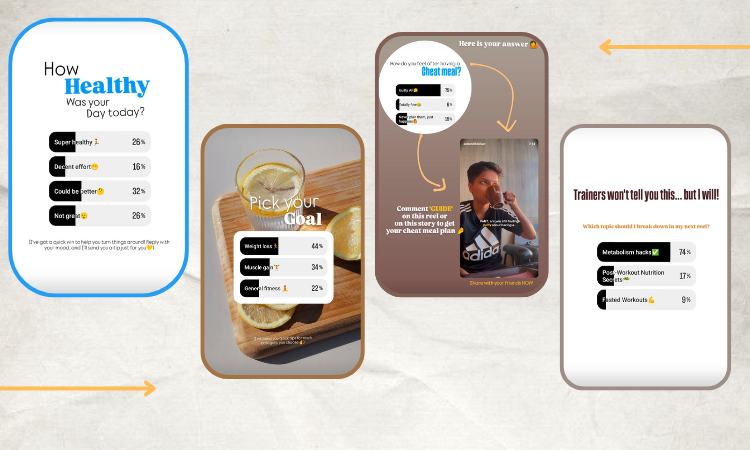 How
Healthy
Was your
Day today?
Super healthy 🏃 26%
Decent effort😬 16%
Could be better🤔 32%
Not great😔 26%
(I've got a quick win to help you turn things around! Reply with
your mood, and I'll send you a tip just for you💛)
Pick your
Goal
Weight loss 44%
Muscle gain 34%
General fitness 22%
Here is your answer
How do you feel after having a
Cheat meal?
Guilty AF
Totally fine
I never plan them, just
happens
Comment 'GUIDE'
on this reel or
on this story to get
your cheat meal plan
adidas
Share with your Friends NOW
Trainers won't tell you this... but I will!
Which topic should I break down in my next reel?
Metabolism hacks✅ 74%
Post-Workout Nutrition
Secrets 17%
Fasted Workouts💪 9%